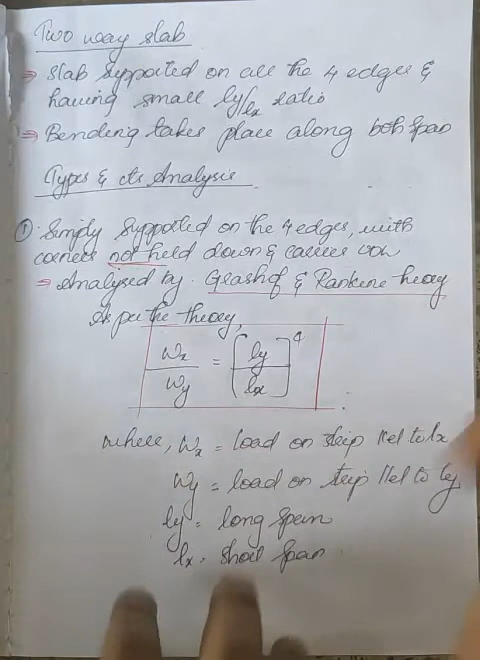 Two way slab
⇒ Slab supported on all the 4 edges &
having small ly/lx ratio
⇒ Bending takes place along both span
Types & its Analysis
① Simply supported on the 4 edges, with
corners not held down & carries UDL
⇒ Analysed by Grashof & Rankine theory
As per the theory,
Wx/Wy = [ly/lx]^4
where, Wx = load on strip llel to lx
Wy = load on strip llel to ly
ly = long span
lx = short span